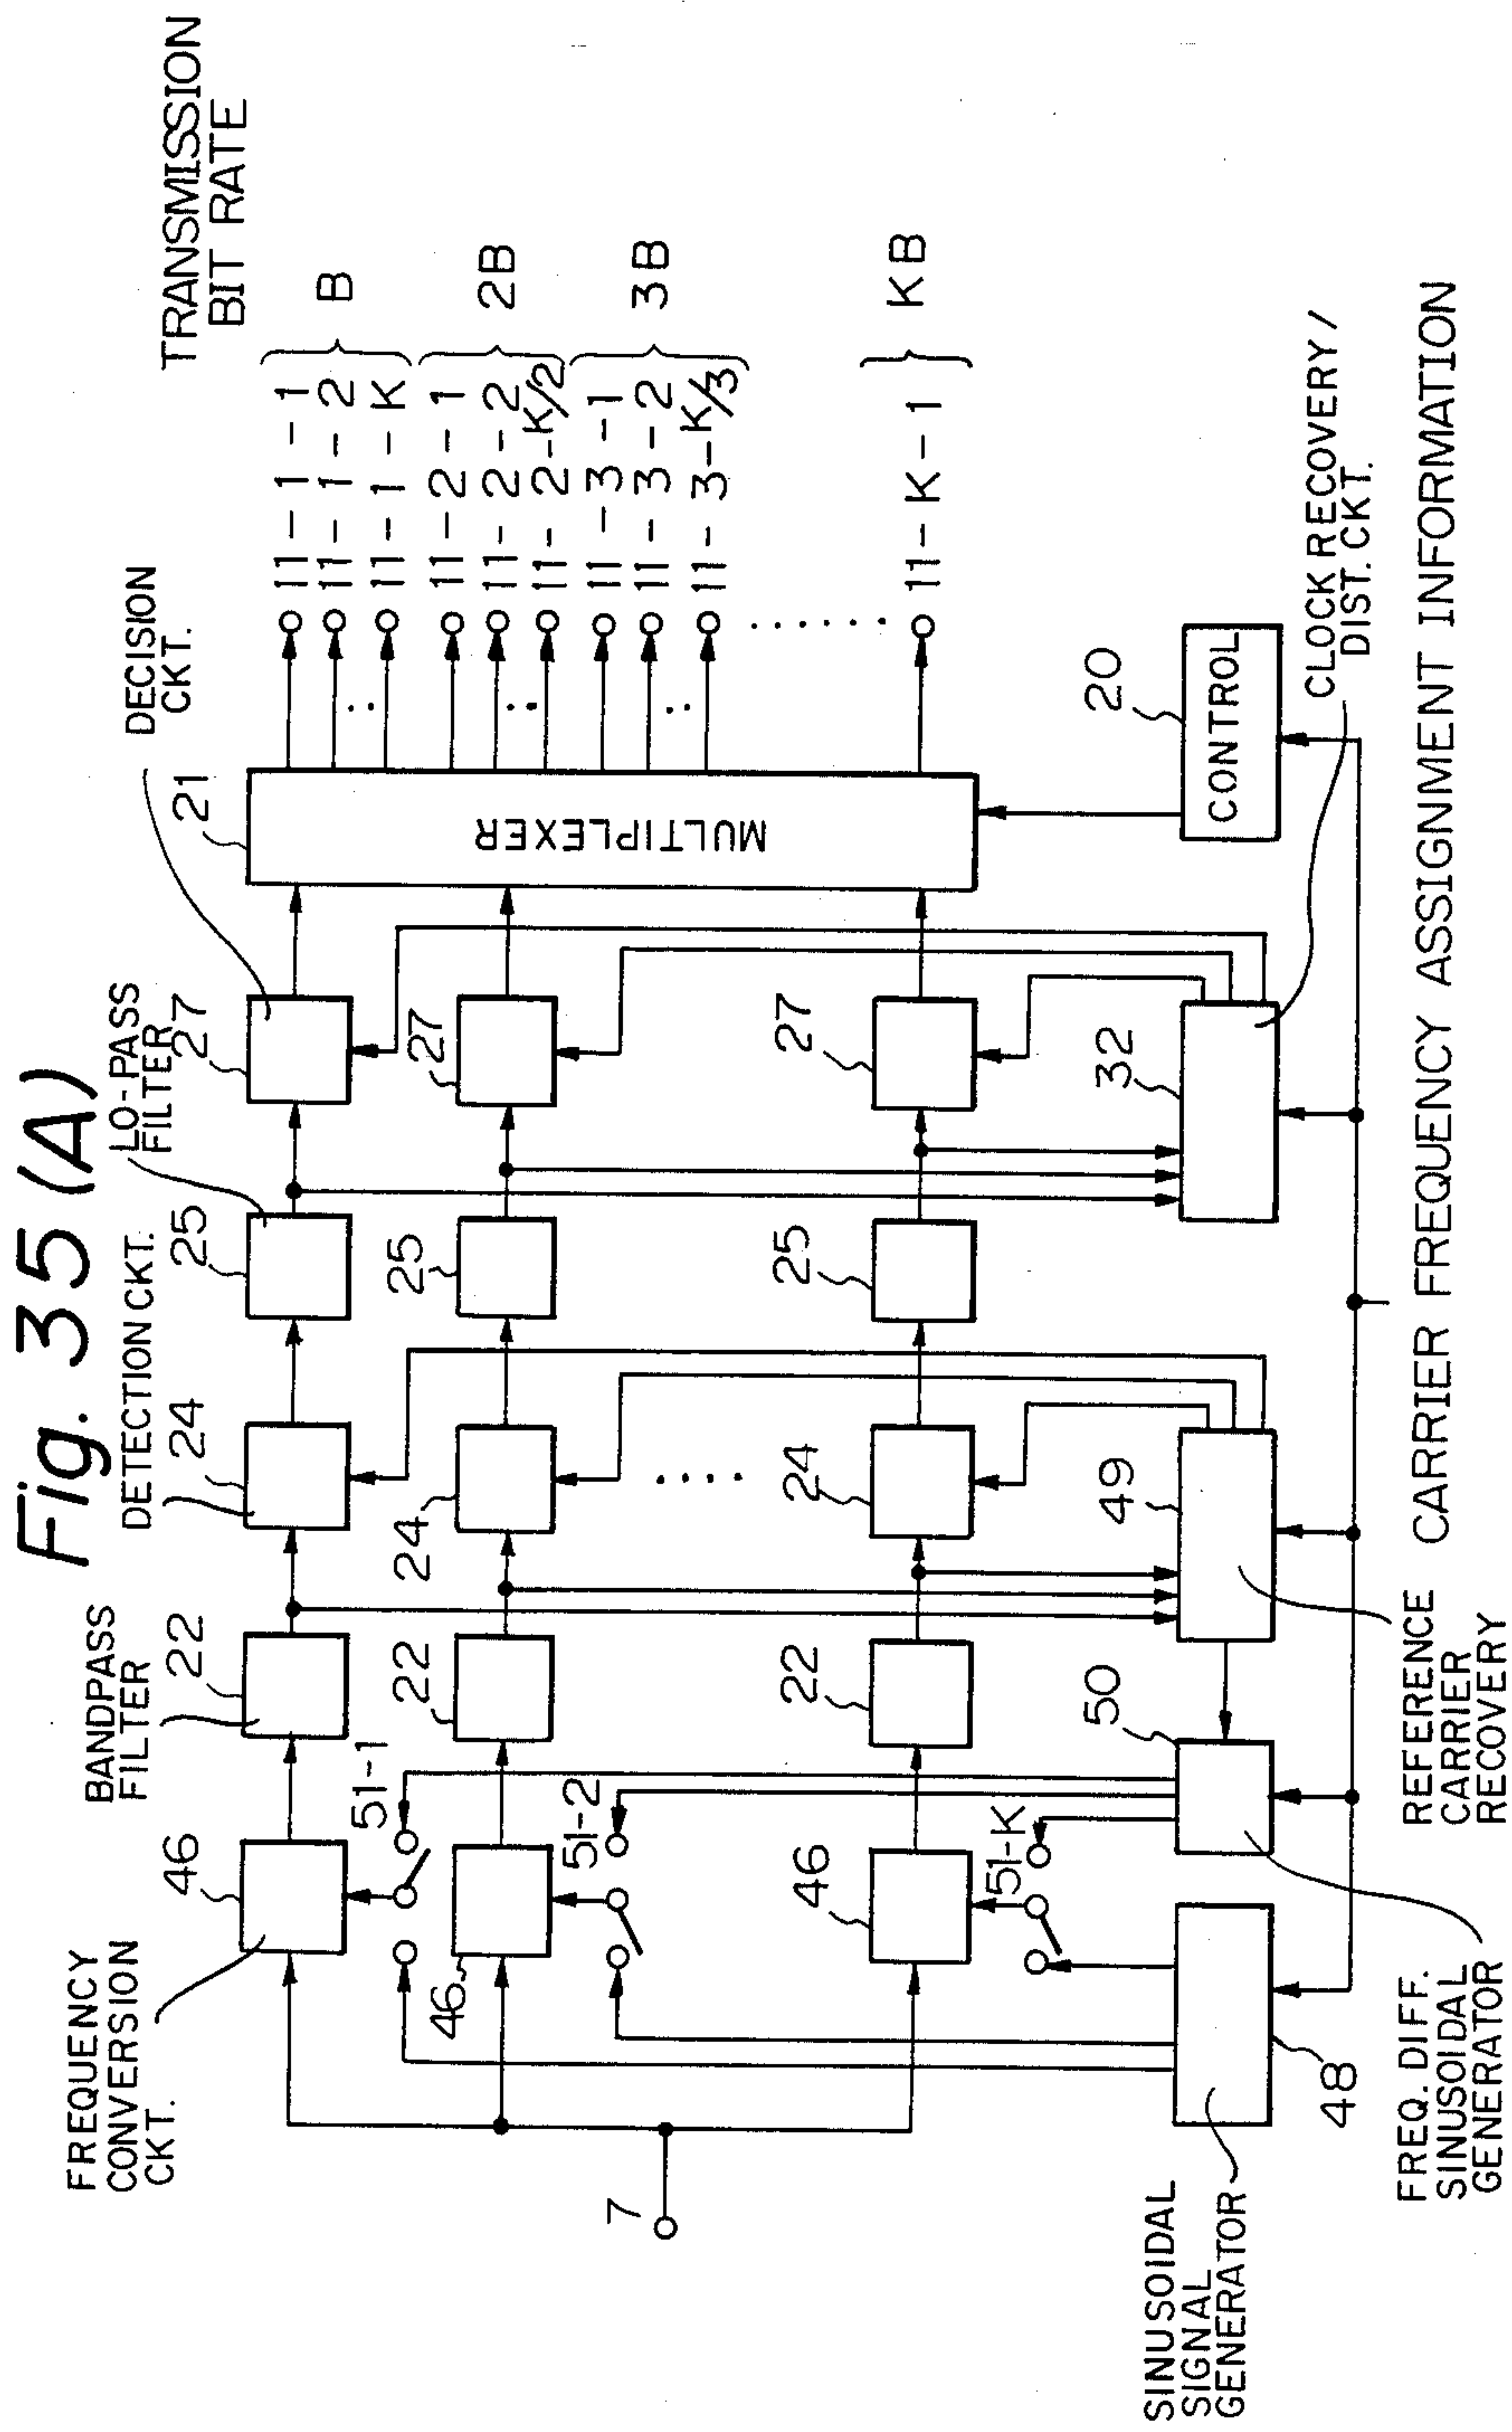 Fig. 35 (A)
TRANSMISSION
BIT RATE
FREQUENCY
CONVERSION
CKT.
BANDPASS
FILTER
DETECTION CKT.
LO-PASS
FILTER
DECISION
CKT.
46
22
24
25
27
21
51-1
46
22
24
25
27
51-2
46
22
24
25
27
51-K
7
MULTIPLEXER
11-1-1
11-1-2
11-1-K
B
11-2-1
11-2-2
11-2-K/2
2B
11-3-1
11-3-2
11-3-K/3
3B
11-K-1
KB
48
50
49
32
20
CONTROL
SINUSOIDAL
SIGNAL
GENERATOR
FREQ. DIFF.
SINUSOIDAL
GENERATOR
REFERENCE
CARRIER
RECOVERY
CLOCK RECOVERY /
DIST. CKT.
CARRIER FREQUENCY ASSIGNMENT INFORMATION